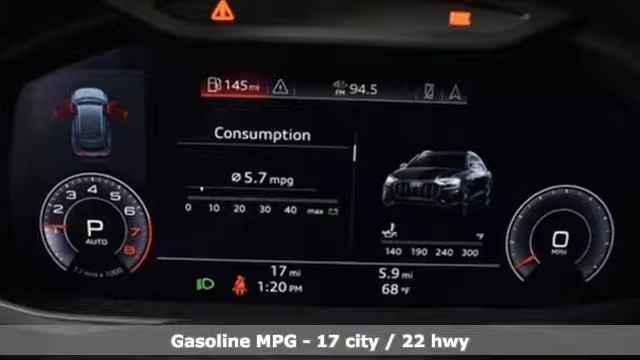 145 mi
FM 94.5
Consumption
Ø 5.7 mpg
0 10 20 30 40 max
1 2 3 4 5 6 7 8
P
AUTO
1/min x 1000
0
MPH
°F
140 190 240 300
17 mi 5.9 mi
1:20 PM 68 °F
Gasoline MPG - 17 city / 22 hwy